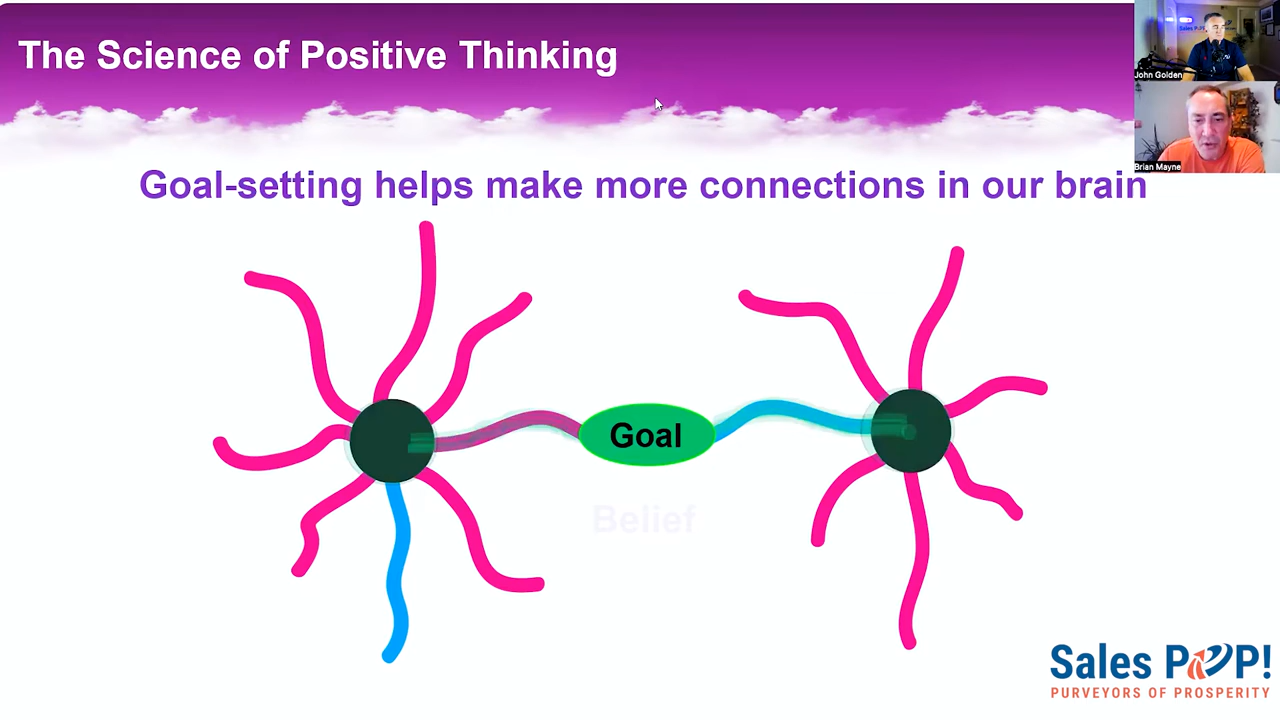 The Science of Positive Thinking
John Golden
Brian Mayne
Goal-setting helps make more connections in our brain
Goal
Belief
Sales POP!
PURVEYORS OF PROSPERITY